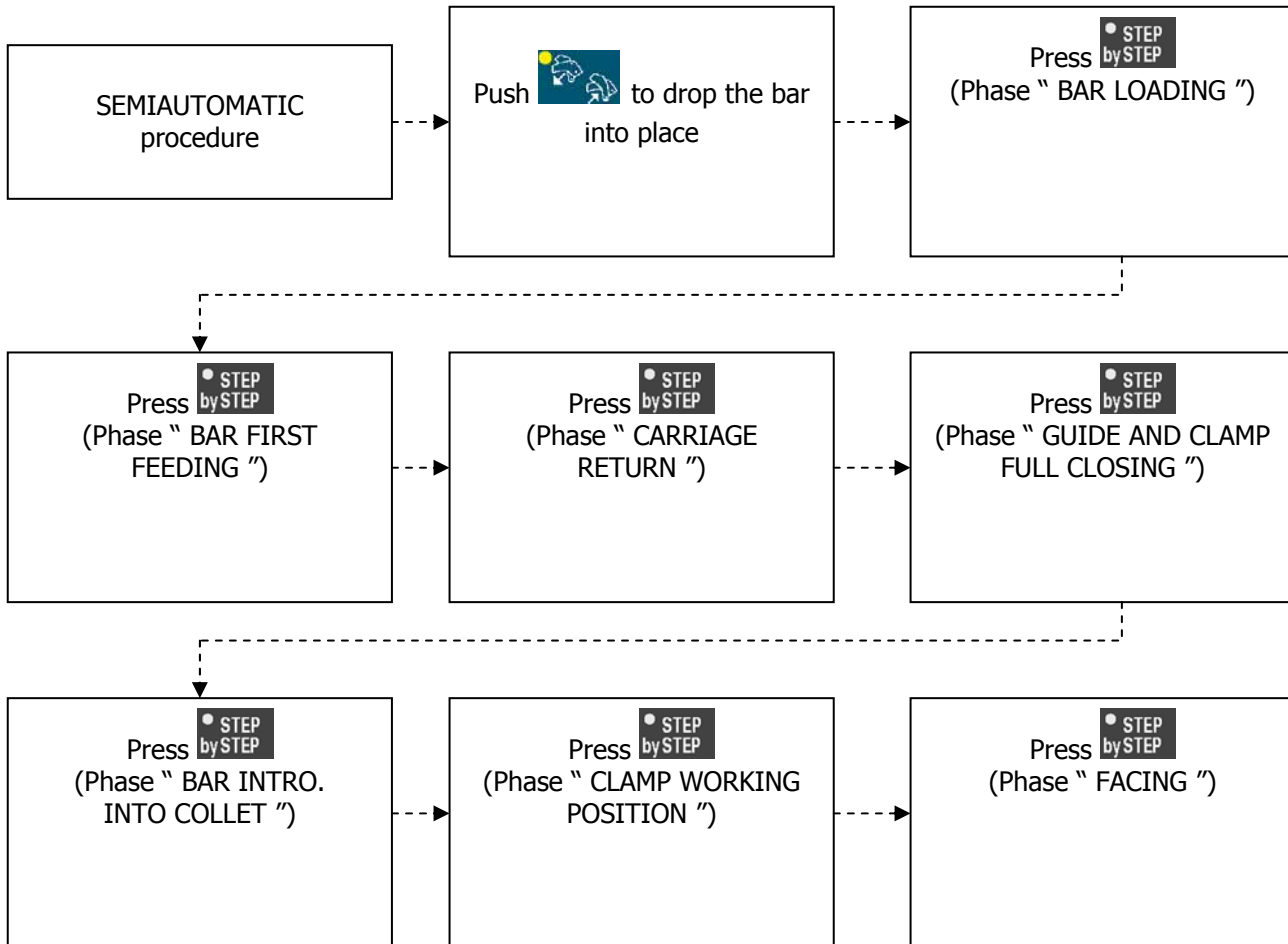 SEMIAUTOMATIC
procedure
Push to drop the bar
into place
Press STEP
by STEP
(Phase “ BAR LOADING ”)
Press STEP
by STEP
(Phase “ BAR FIRST
FEEDING ”)
Press STEP
by STEP
(Phase “ CARRIAGE
RETURN ”)
Press STEP
by STEP
(Phase “ GUIDE AND CLAMP
FULL CLOSING ”)
Press STEP
by STEP
(Phase “ BAR INTRO.
INTO COLLET ”)
Press STEP
by STEP
(Phase “ CLAMP WORKING
POSITION ”)
Press STEP
by STEP
(Phase “ FACING ”)